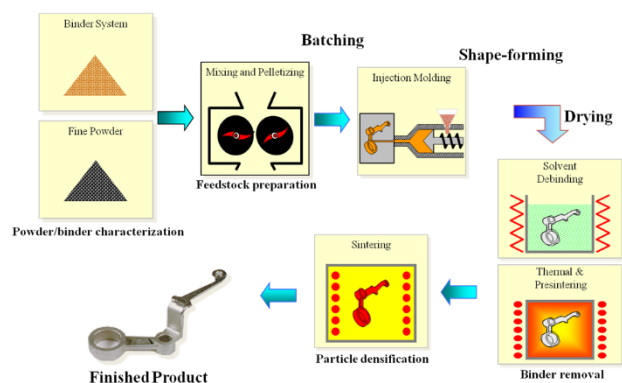 Binder System
Fine Powder
Powder/binder characterization
Batching
Mixing and Pelletizing
Feedstock preparation
Shape-forming
Injection Molding
Drying
Solvent
Debinding
Thermal &
Presintering
Binder removal
Sintering
Particle densification
Finished Product